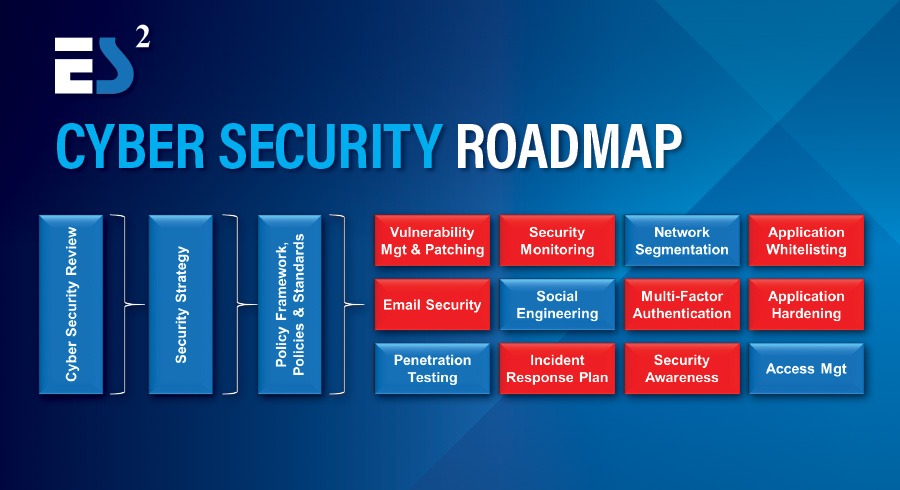 ES²
CYBER SECURITY ROADMAP
Cyber Security Review
Security Strategy
Policy Framework,
Policies & Standards
Vulnerability
Mgt & Patching
Security
Monitoring
Network
Segmentation
Application
Whitelisting
Email Security
Social
Engineering
Multi-Factor
Authentication
Application
Hardening
Penetration
Testing
Incident
Response Plan
Security
Awareness
Access Mgt